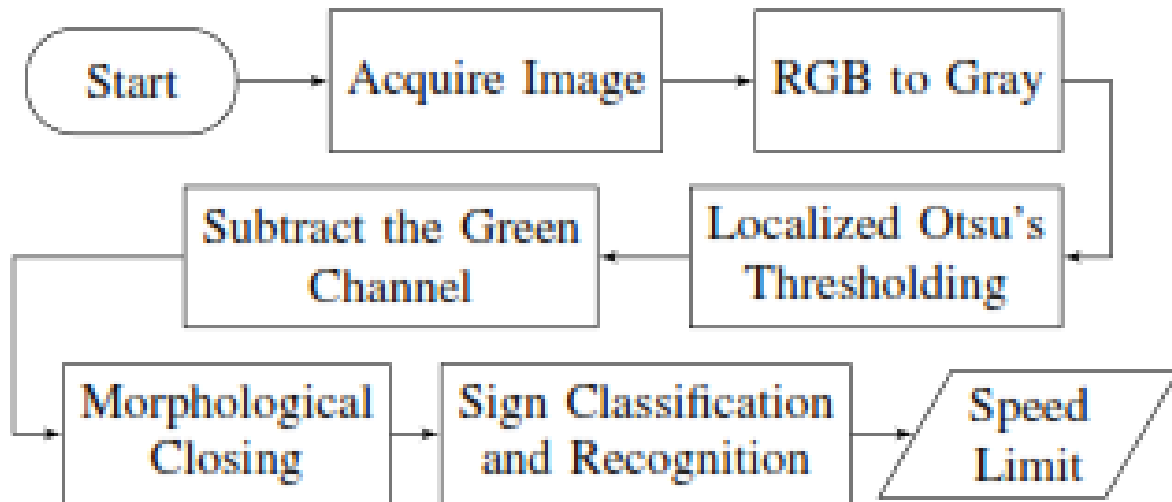 Start
Acquire Image
RGB to Gray
Localized Otsu's
Thresholding
Subtract the Green
Channel
Morphological
Closing
Sign Classification
and Recognition
Speed
Limit